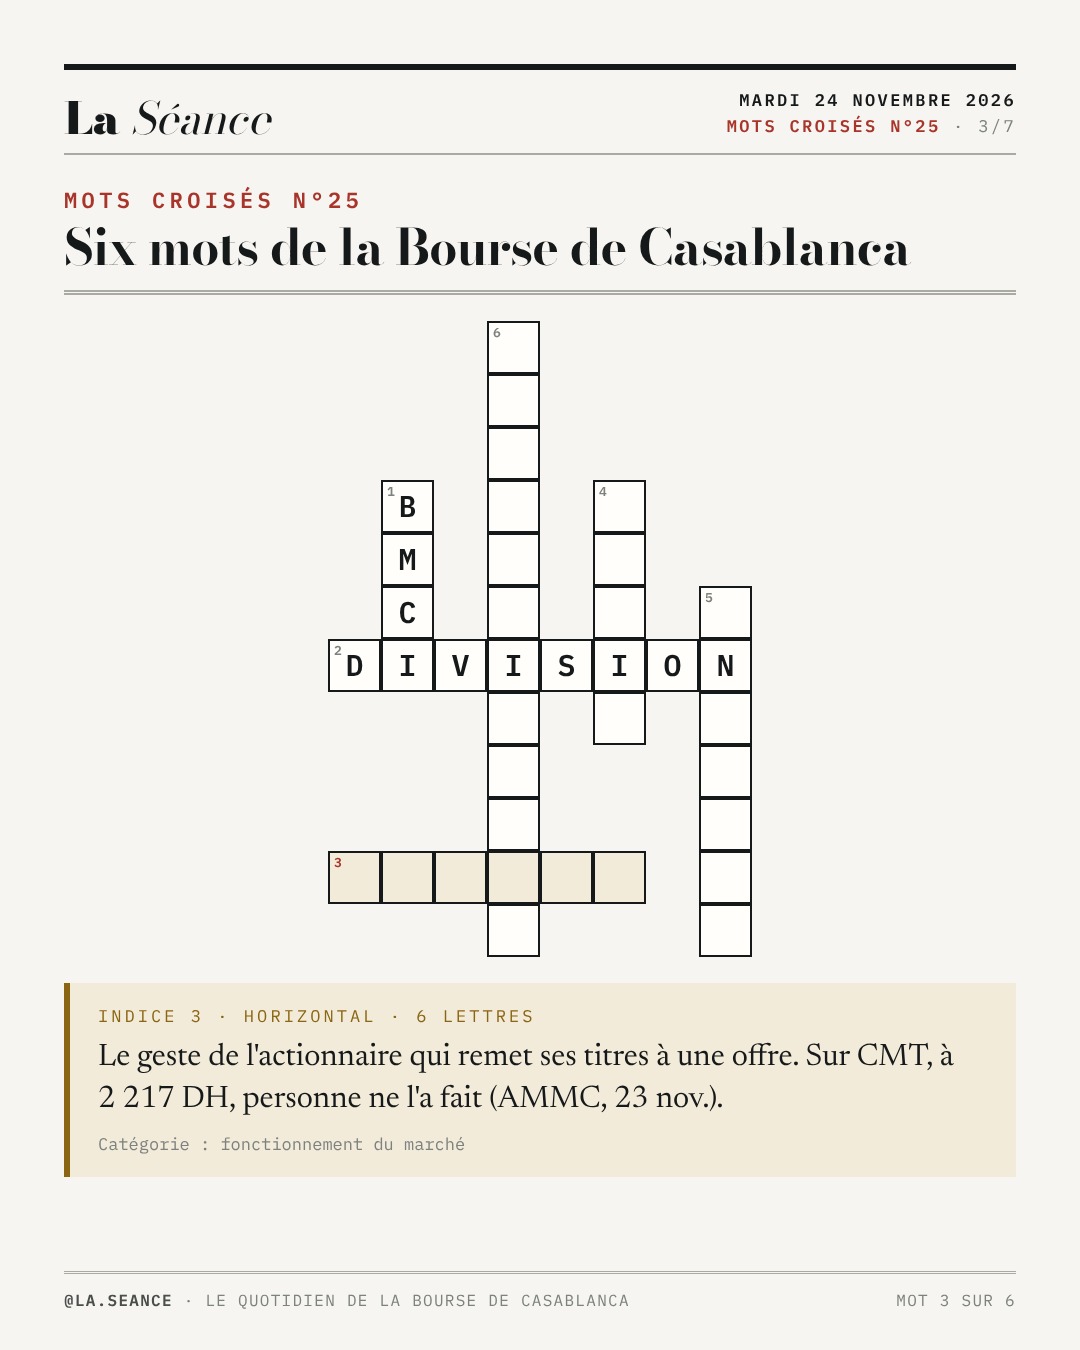 La Séance
MARDI 24 NOVEMBRE 2026
MOTS CROISÉS N°25 · 3/7
MOTS CROISÉS N°25
Six mots de la Bourse de Casablanca
6
1 B
4
M
C
5
2 D I V I S I O N
3
INDICE 3 · HORIZONTAL · 6 LETTRES
Le geste de l'actionnaire qui remet ses titres à une offre. Sur CMT, à
2 217 DH, personne ne l'a fait (AMMC, 23 nov.).
Catégorie : fonctionnement du marché
@LA.SEANCE · LE QUOTIDIEN DE LA BOURSE DE CASABLANCA
MOT 3 SUR 6